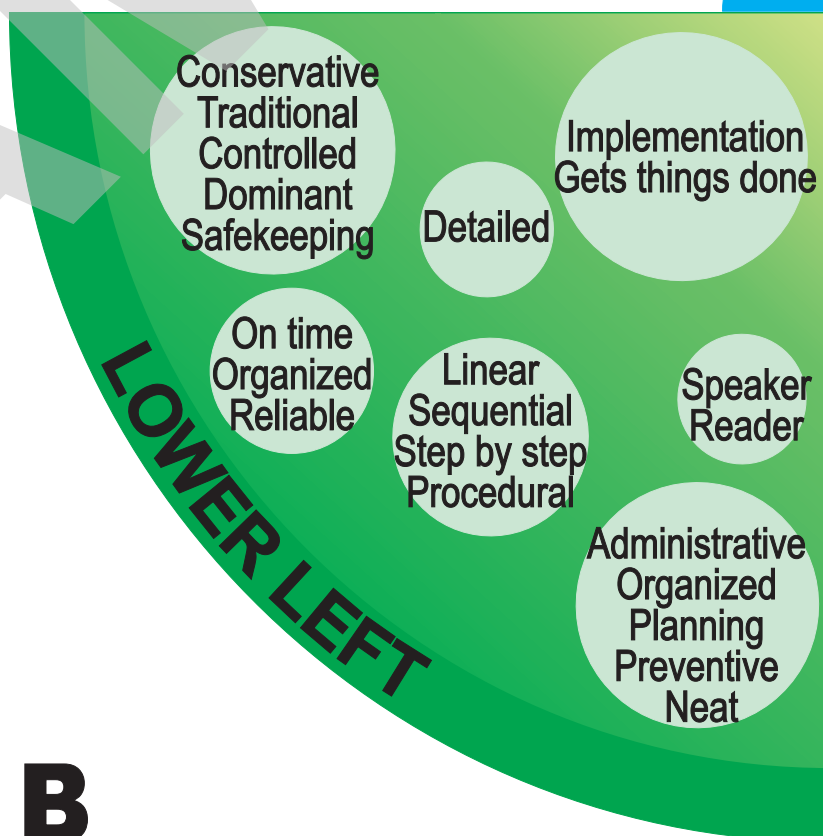 Conservative
Traditional
Controlled
Dominant
Safekeeping
Implementation
Gets things done
Detailed
On time
Organized
Reliable
Linear
Sequential
Step by step
Procedural
Speaker
Reader
Administrative
Organized
Planning
Preventive
Neat
LOWER LEFT
B